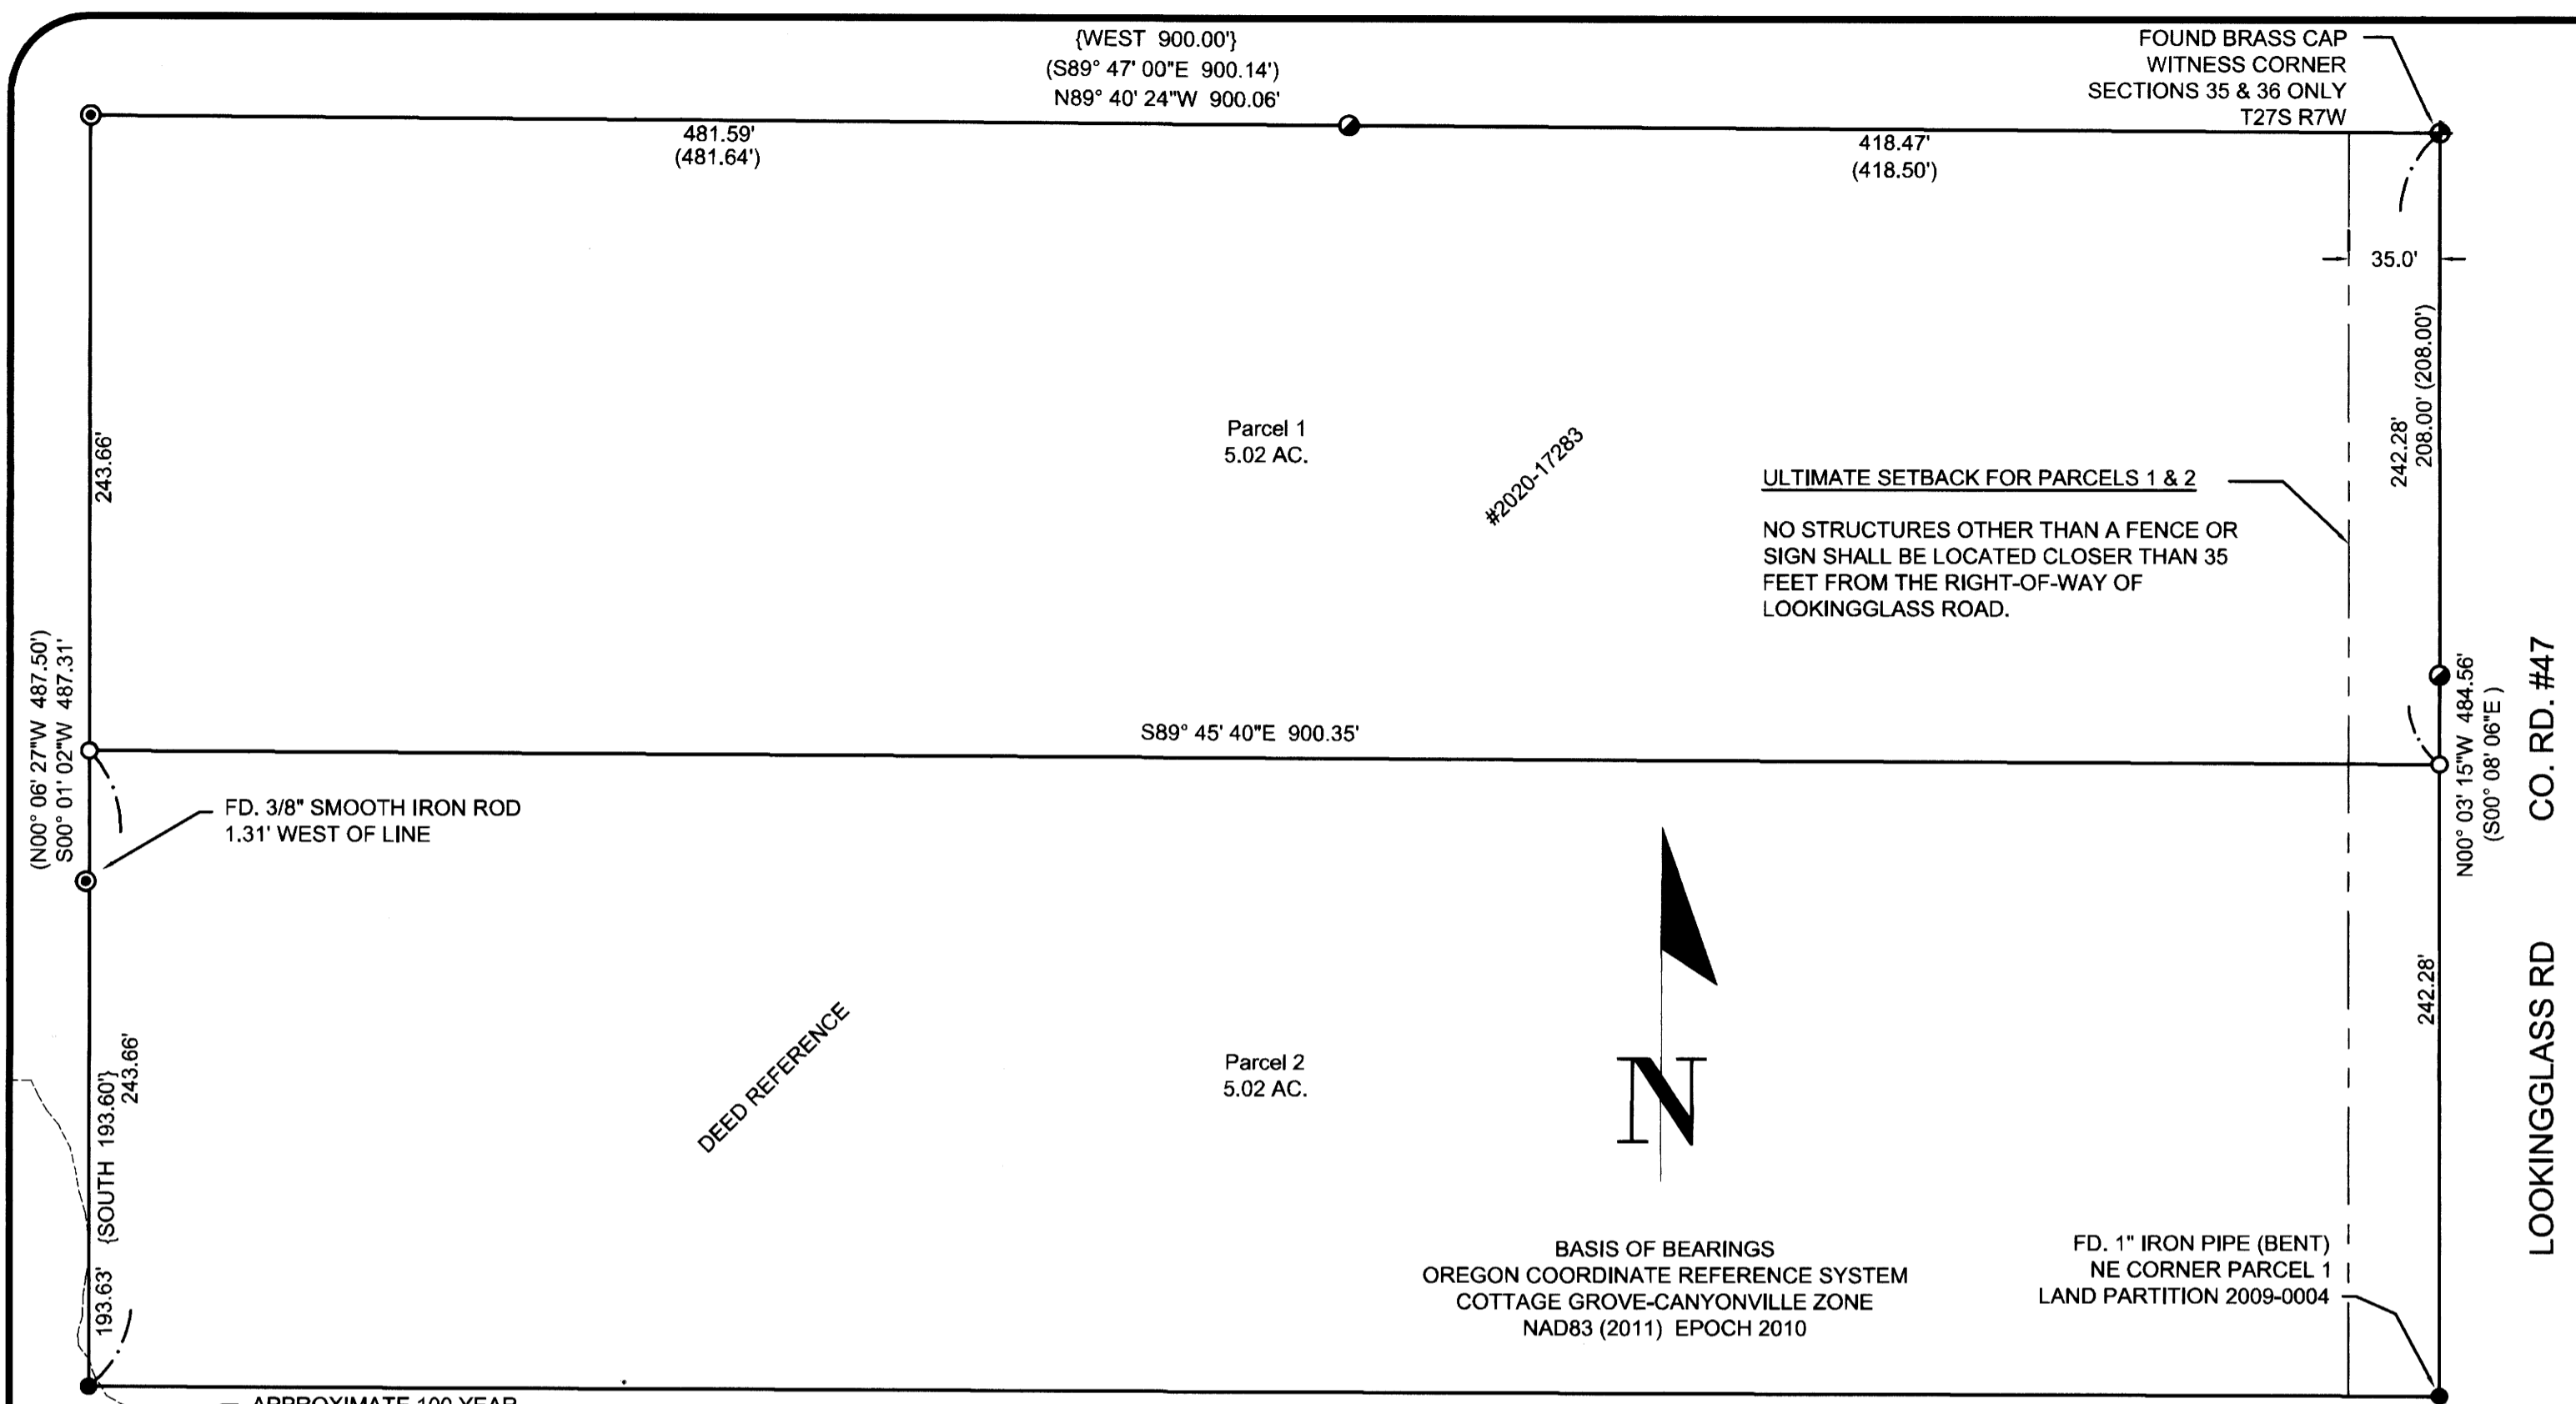 {WEST 900.00'}
(S89° 47' 00"E 900.14')
N89° 40' 24"W 900.06'
FOUND BRASS CAP
WITNESS CORNER
SECTIONS 35 & 36 ONLY
T27S R7W
481.59'
(481.64')
418.47'
(418.50')
35.0'
243.66'
242.28'
208.00' (208.00')
Parcel 1
5.02 AC.
#2020-17283
ULTIMATE SETBACK FOR PARCELS 1 & 2
NO STRUCTURES OTHER THAN A FENCE OR
SIGN SHALL BE LOCATED CLOSER THAN 35
FEET FROM THE RIGHT-OF-WAY OF
LOOKINGGLASS ROAD.
(N00° 06' 27"W 487.50')
S00° 01' 02"W 487.31'
S89° 45' 40"E 900.35'
N00° 03' 15"W 484.56'
(S00° 08' 06"E )
LOOKINGGLASS RD CO. RD. #47
FD. 3/8" SMOOTH IRON ROD
1.31' WEST OF LINE
193.63' {SOUTH 193.60'}
243.66'
DEED REFERENCE
Parcel 2
5.02 AC.
N
242.28'
BASIS OF BEARINGS
OREGON COORDINATE REFERENCE SYSTEM
COTTAGE GROVE-CANYONVILLE ZONE
NAD83 (2011) EPOCH 2010
FD. 1" IRON PIPE (BENT)
NE CORNER PARCEL 1
LAND PARTITION 2009-0004
APPROXIMATE 100 YEAR